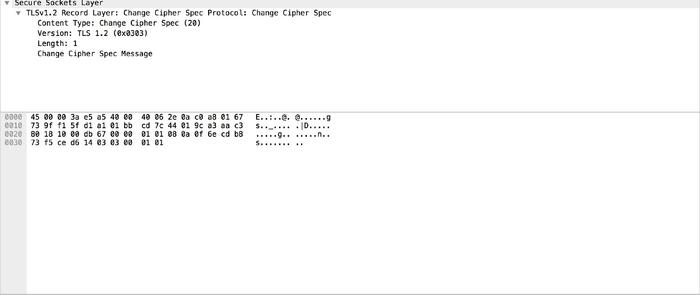 Secure Sockets Layer
TLSv1.2 Record Layer: Change Cipher Spec Protocol: Change Cipher Spec
Content Type: Change Cipher Spec (20)
Version: TLS 1.2 (0x0303)
Length: 1
Change Cipher Spec Message
0000 45 00 00 3a e5 a5 40 00 40 06 2e 0a c0 a8 01 67 E..:..@. @......g
0010 73 9f f1 5f d1 a1 01 bb cd 7c 44 01 9c a3 aa c3 s.._.... .|D.....
0020 80 18 10 00 db 67 00 00 01 01 08 0a 0f 6e cd b8 .....g.. .....n..
0030 73 f5 ce d6 14 03 03 00 01 01 s....... ..